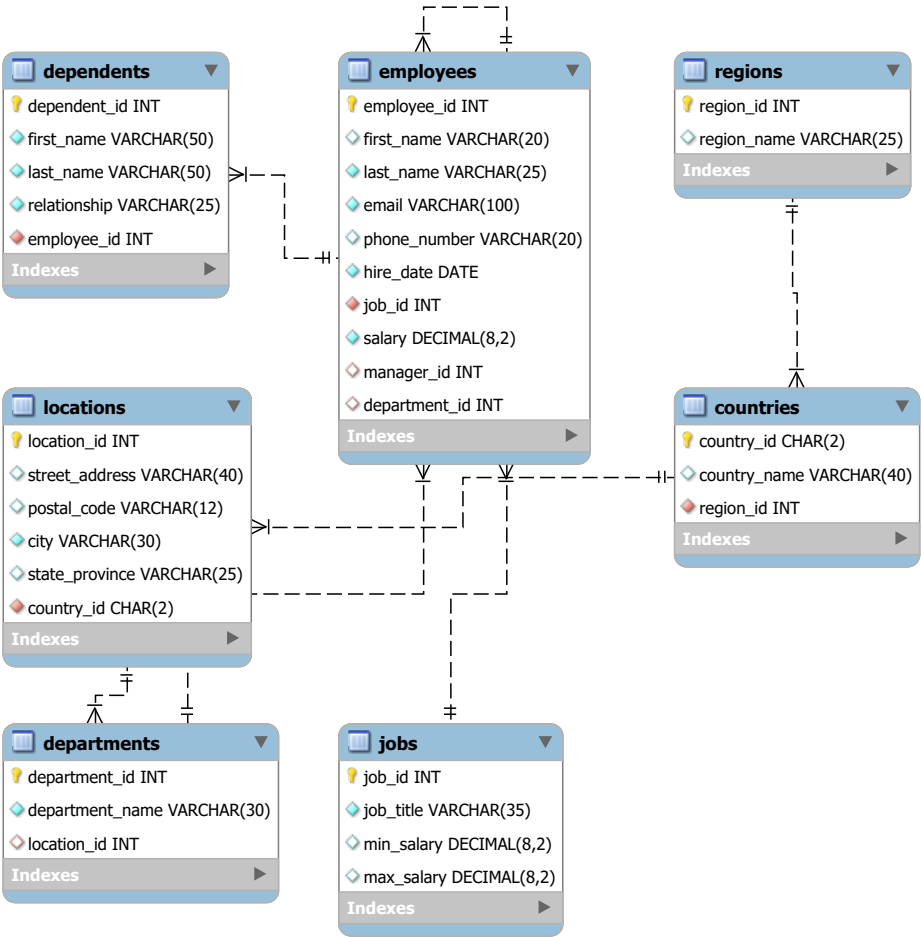 dependents
dependent_id INT
first_name VARCHAR(50)
last_name VARCHAR(50)
relationship VARCHAR(25)
employee_id INT
Indexes
employees
employee_id INT
first_name VARCHAR(20)
last_name VARCHAR(25)
email VARCHAR(100)
phone_number VARCHAR(20)
hire_date DATE
job_id INT
salary DECIMAL(8,2)
manager_id INT
department_id INT
Indexes
regions
region_id INT
region_name VARCHAR(25)
Indexes
locations
location_id INT
street_address VARCHAR(40)
postal_code VARCHAR(12)
city VARCHAR(30)
state_province VARCHAR(25)
country_id CHAR(2)
Indexes
countries
country_id CHAR(2)
country_name VARCHAR(40)
region_id INT
Indexes
departments
department_id INT
department_name VARCHAR(30)
location_id INT
Indexes
jobs
job_id INT
job_title VARCHAR(35)
min_salary DECIMAL(8,2)
max_salary DECIMAL(8,2)
Indexes